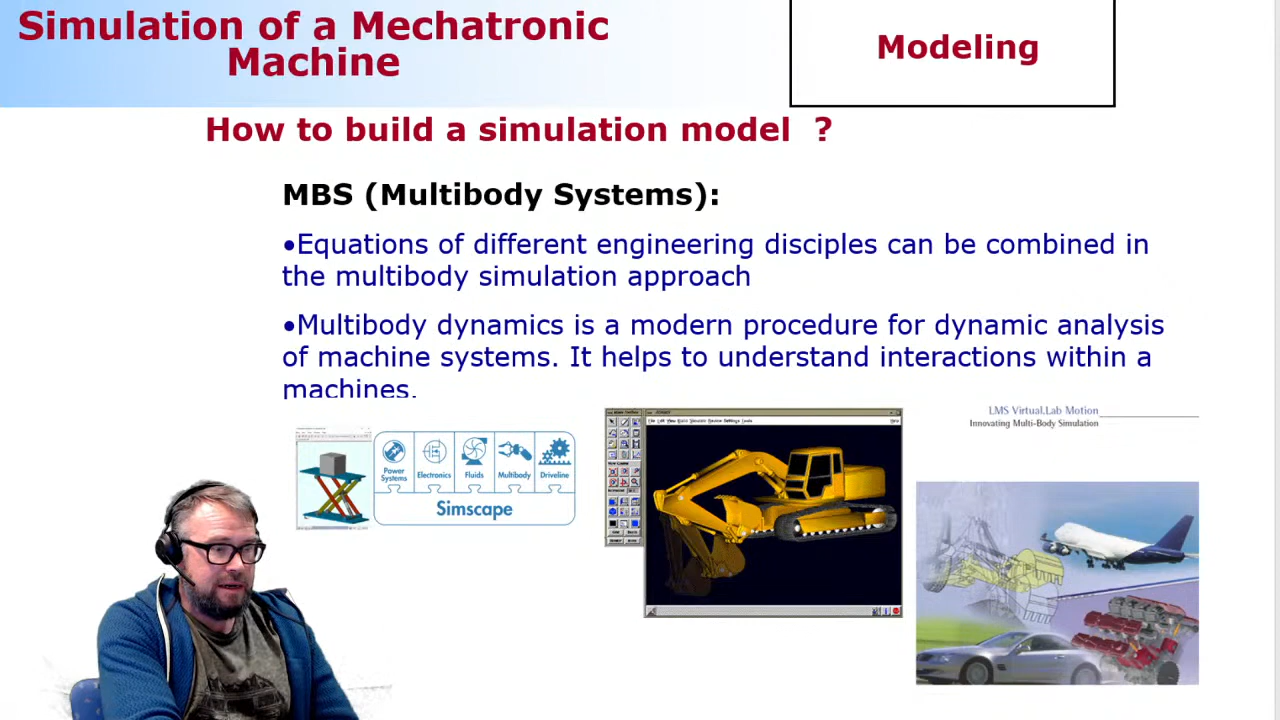 Simulation of a Mechatronic
Machine
Modeling
How to build a simulation model ?
MBS (Multibody Systems):
•Equations of different engineering disciples can be combined in
the multibody simulation approach
•Multibody dynamics is a modern procedure for dynamic analysis
of machine systems. It helps to understand interactions within a
machines.
Power
Systems
Electronics
Fluids
Multibody
Driveline
Simscape
LMS Virtual.Lab Motion
Innovating Multi-Body Simulation